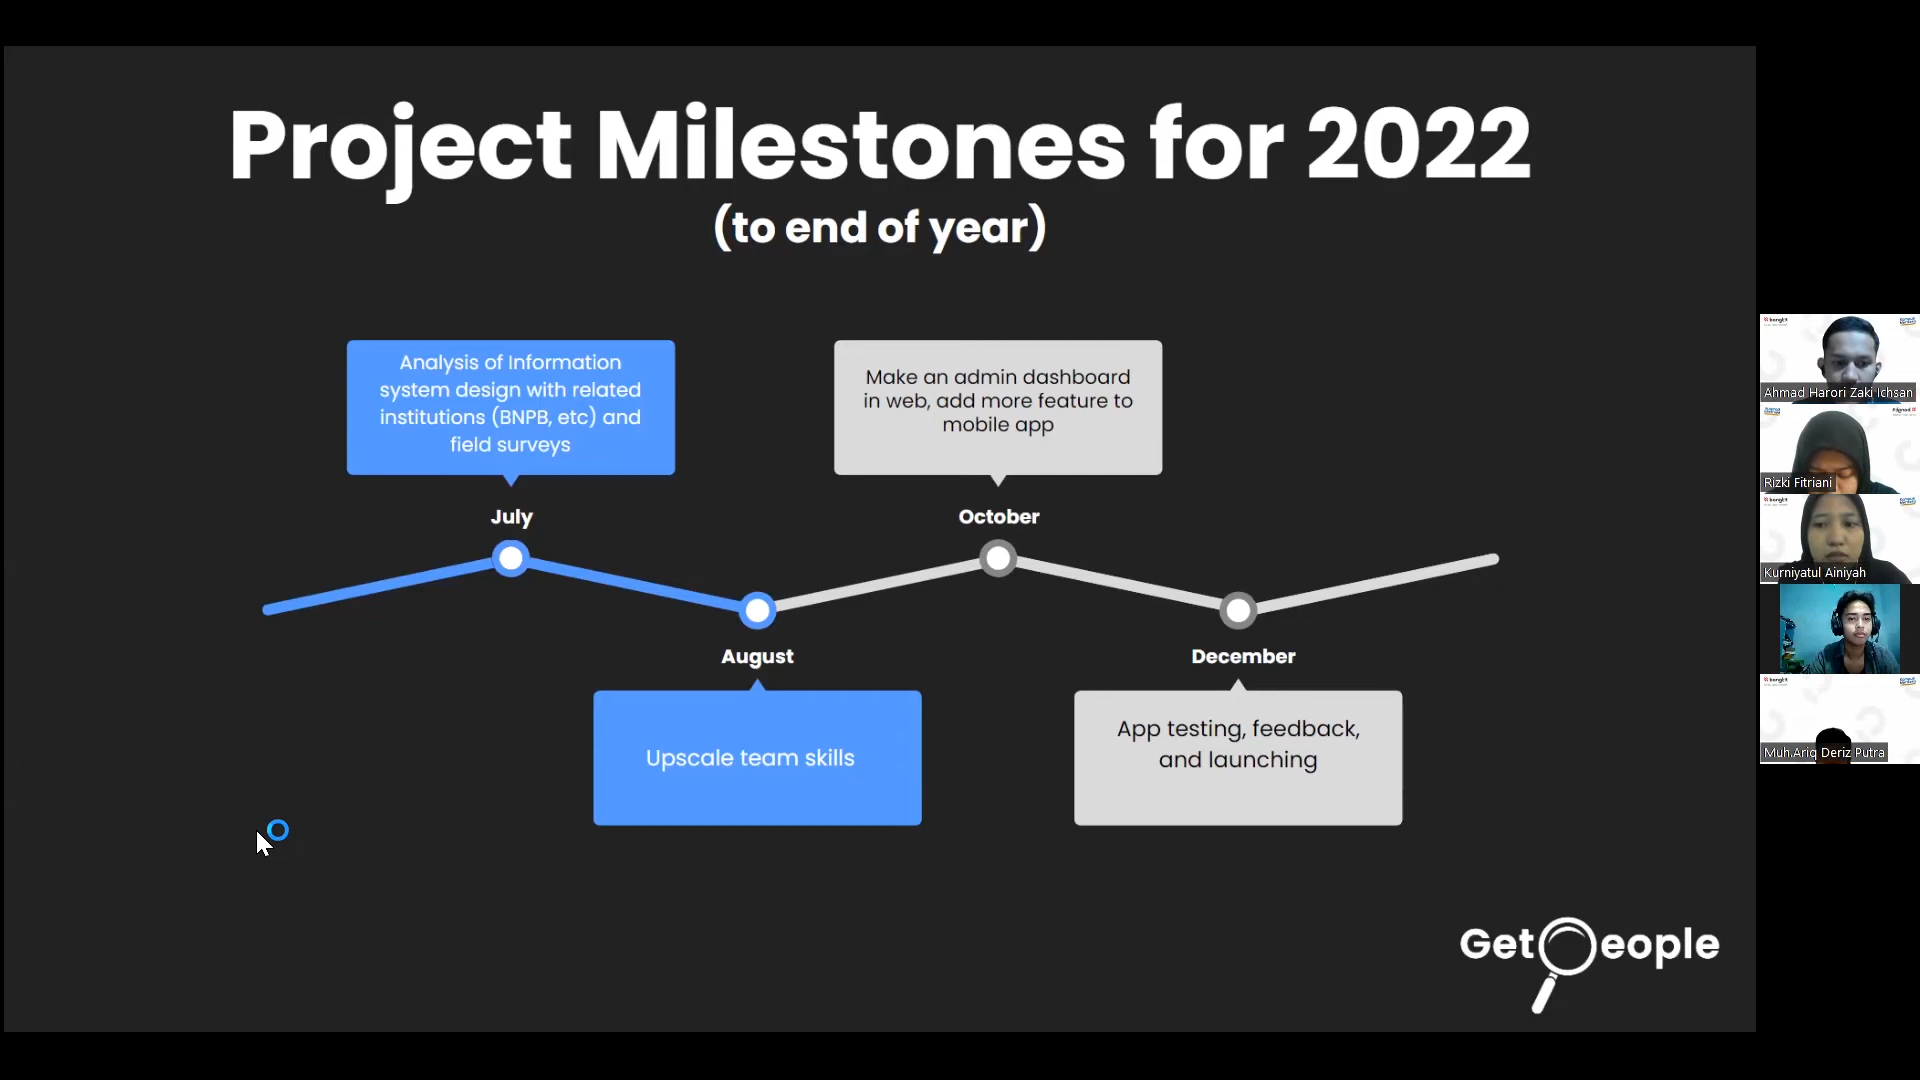 Project Milestones for 2022
(to end of year)
Analysis of Information
system design with related
institutions (BNPB, etc) and
field surveys
Make an admin dashboard
in web, add more feature to
mobile app
July
October
August
December
Upscale team skills
App testing, feedback,
and launching
Get eople
Ahmad Harori Zaki Ichsan
Rizki Fitriani
Kurniyatul Ainiyah
Muh.Ariq Deriz Putra